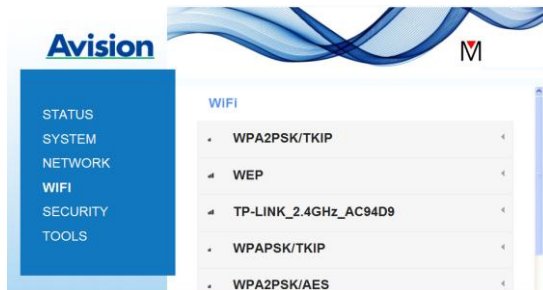 Avision
M
STATUS
SYSTEM
NETWORK
WIFI
SECURITY
TOOLS
WiFi
WPA2PSK/TKIP
WEP
TP-LINK_2.4GHz_AC94D9
WPAPSK/TKIP
WPA2PSK/AES